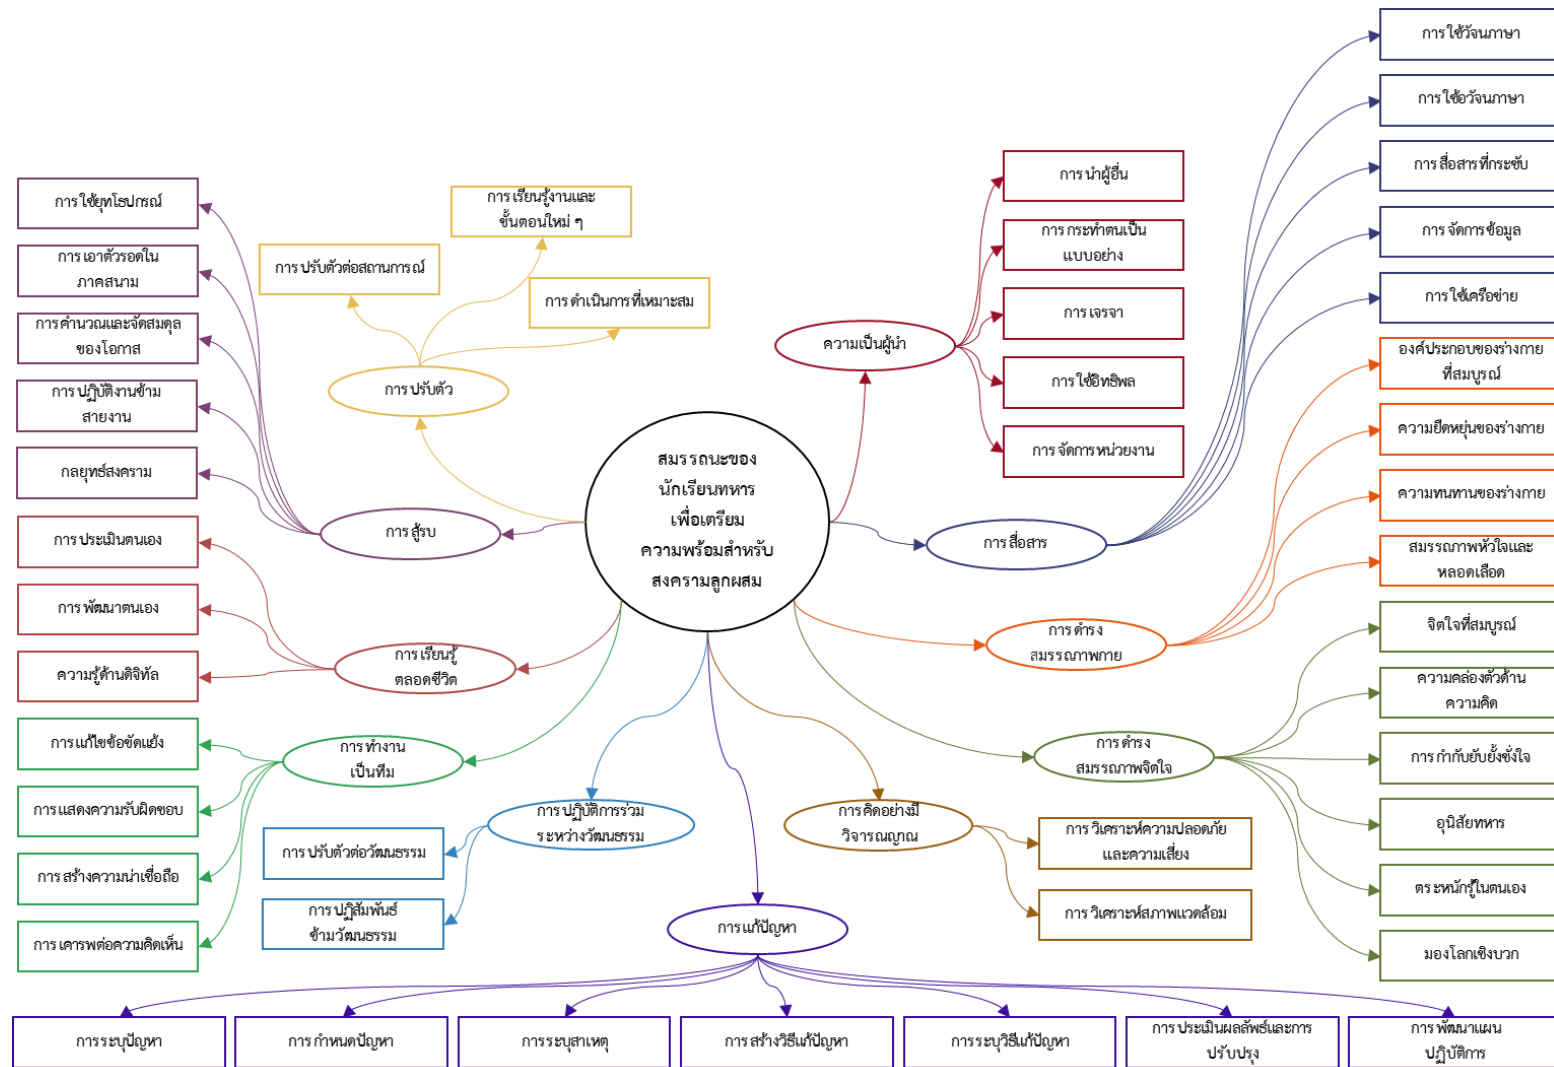 สมรรถนะของ
นักเรียนทหาร
เพื่อเตรียม
ความพร้อมสำหรับ
สงครามลูกผสม
ความเป็นผู้นำ
การนำผู้อื่น
การกระทำตนเป็น
แบบอย่าง
การเจรจา
การใช้อิทธิพล
การจัดการหน่วยงาน
การสื่อสาร
การใช้วัจนภาษา
การใช้อวัจนภาษา
การสื่อสารที่กระชับ
การจัดการข้อมูล
การใช้เครือข่าย
การดำรง
สมรรถภาพกาย
องค์ประกอบของร่างกาย
ที่สมบูรณ์
ความยืดหยุ่นของร่างกาย
ความทนทานของร่างกาย
สมรรถภาพหัวใจและ
หลอดเลือด
การดำรง
สมรรถภาพจิตใจ
จิตใจที่สมบูรณ์
ความคล่องตัวด้าน
ความคิด
การกำกับยับยั้งชั่งใจ
อุนิสัยทหาร
ตระหนักรู้ในตนเอง
มองโลกเชิงบวก
การคิดอย่างมี
วิจารณญาณ
การวิเคราะห์ความปลอดภัย
และความเสี่ยง
การวิเคราะห์สภาพแวดล้อม
การแก้ปัญหา
การระบุปัญหา
การกำหนดปัญหา
การระบุสาเหตุ
การสร้างวิธีแก้ปัญหา
การระบุวิธีแก้ปัญหา
การประเมินผลลัพธ์และการ
ปรับปรุง
การพัฒนาแผน
ปฏิบัติการ
การปฏิบัติการร่วม
ระหว่างวัฒนธรรม
การปรับตัวต่อวัฒนธรรม
การปฏิสัมพันธ์
ข้ามวัฒนธรรม
การทำงาน
เป็นทีม
การแก้ไขข้อขัดแย้ง
การแสดงความรับผิดชอบ
การสร้างความน่าเชื่อถือ
การเคารพต่อความคิดเห็น
การเรียนรู้
ตลอดชีวิต
การประเมินตนเอง
การพัฒนาตนเอง
ความรู้ด้านดิจิทัล
การสู้รบ
การใช้ยุทโธปกรณ์
การเอาตัวรอดใน
ภาคสนาม
การคำนวณและจัดสมดุล
ของโอกาส
การปฏิบัติงานข้าม
สายงาน
กลยุทธ์สงคราม
การปรับตัว
การปรับตัวต่อสถานการณ์
การเรียนรู้งานและ
ขั้นตอนใหม่ ๆ
การดำเนินการที่เหมาะสม